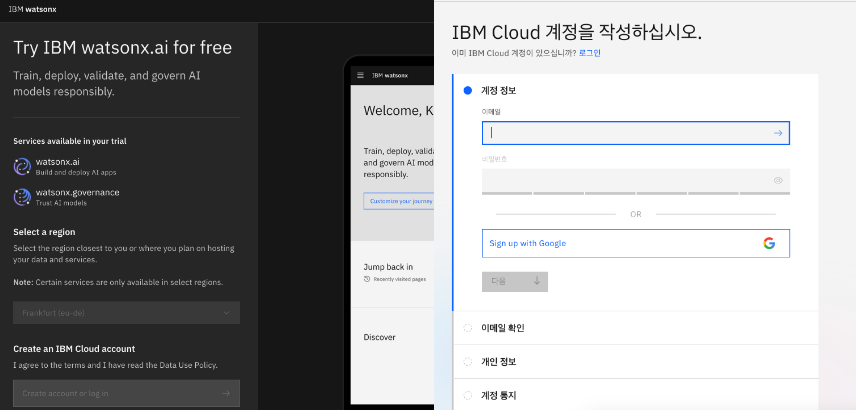 IBM watsonx
Try IBM watsonx.ai for free
Train, deploy, validate, and govern AI
models responsibly.
Services available in your trial
watsonx.ai
Build and deploy AI apps
watsonx.governance
Trust AI models
Select a region
Select the region closest to you or where you plan on hosting
your data and services.
Note: Certain services are only available in select regions.
Frankfurt (eu-de)
Create an IBM Cloud account
I agree to the terms and I have read the Data Use Policy.
Create account or log in
IBM watsonx
Welcome, K
Train, deploy, valida
and govern AI mod
responsibly.
Customize your journey
Jump back in
Recently visited pages
Discover
IBM Cloud 계정을 작성하십시오.
이미 IBM Cloud 계정이 있으십니까? 로그인
계정 정보
이메일
비밀번호
OR
Sign up with Google
다음
이메일 확인
개인 정보
계정 통지